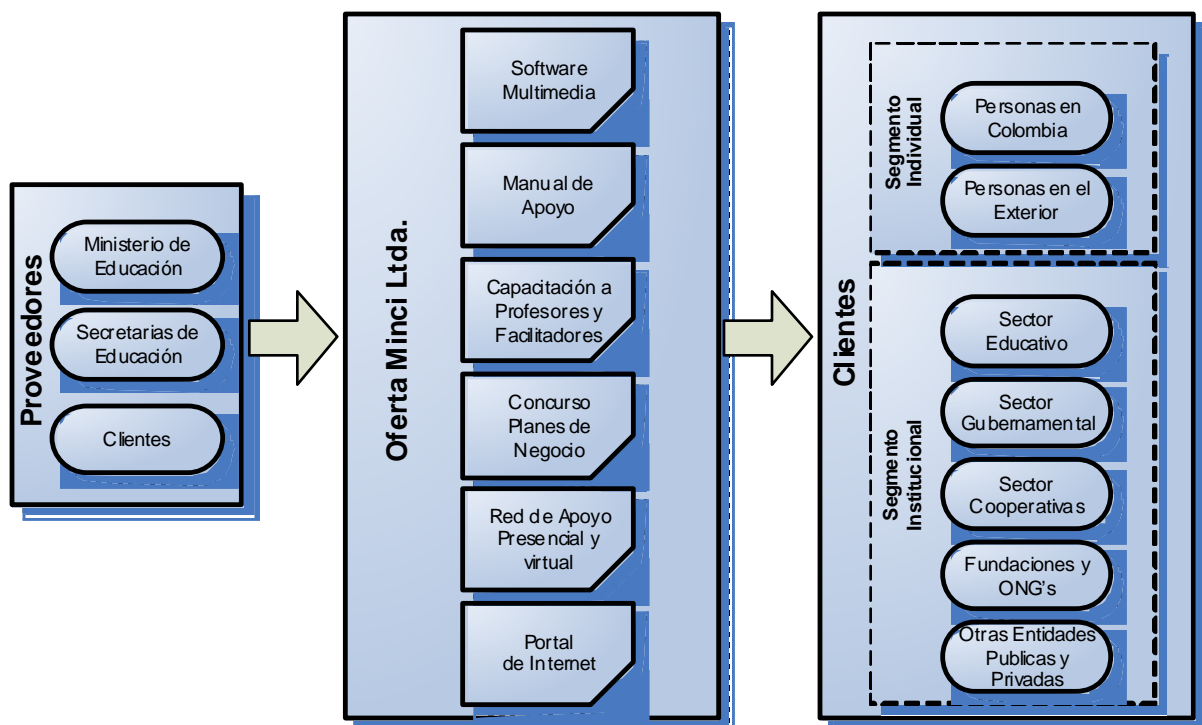 Proveedores
Ministerio de
Educación
Secretarias de
Educación
Clientes
Oferta Minci Ltda.
Software
Multimedia
Manual de
Apoyo
Capacitación a
Profesores y
Facilitadores
Concurso
Planes de
Negocio
Red de Apoyo
Presencial y
virtual
Portal
de Internet
Clientes
Segmento
Individual
Personas en
Colombia
Personas en el
Exterior
Segmento
Institucional
Sector
Educativo
Sector
Gubernamental
Sector
Cooperativas
Fundaciones y
ONG's
Otras Entidades
Publicas y
Privadas